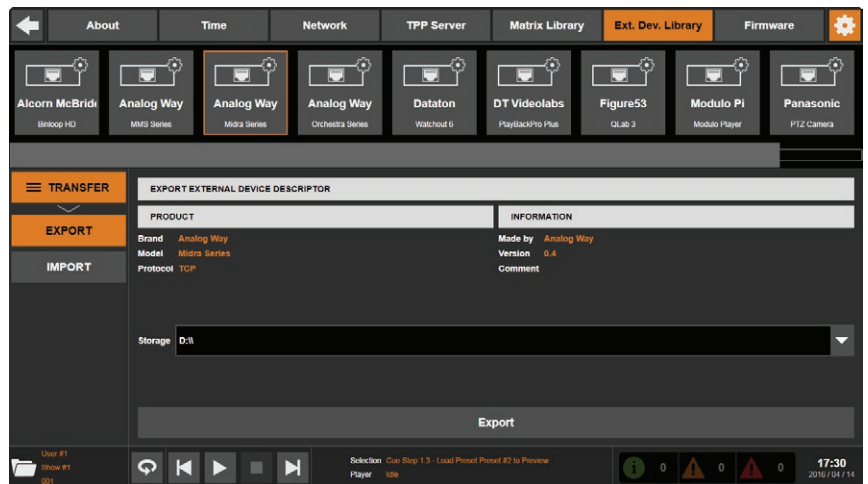 About Time Network TPP Server Matrix Library Ext. Dev. Library Firmware
Alcorn McBride Analog Way Analog Way Analog Way Dataton DT Videolabs Figure53 Modulo Pi Panasonic
Binloop HD MMS Series Midra Series Orchestra Series Watchout 6 PlayBackPro Plus QLab 3 Modulo Player PTZ Camera
TRANSFER
EXPORT
IMPORT
EXPORT EXTERNAL DEVICE DESCRIPTOR
PRODUCT
Brand Analog Way
Model Midra Series
Protocol TCP
INFORMATION
Made by Analog Way
Version 0.4
Comment
Storage D:\\
Export
User #1
Show #1
001
Selection Cue Step 1.3 - Load Preset Preset #2 to Preview
Player Idle
0 0 0
17:30
2016 / 04 / 14